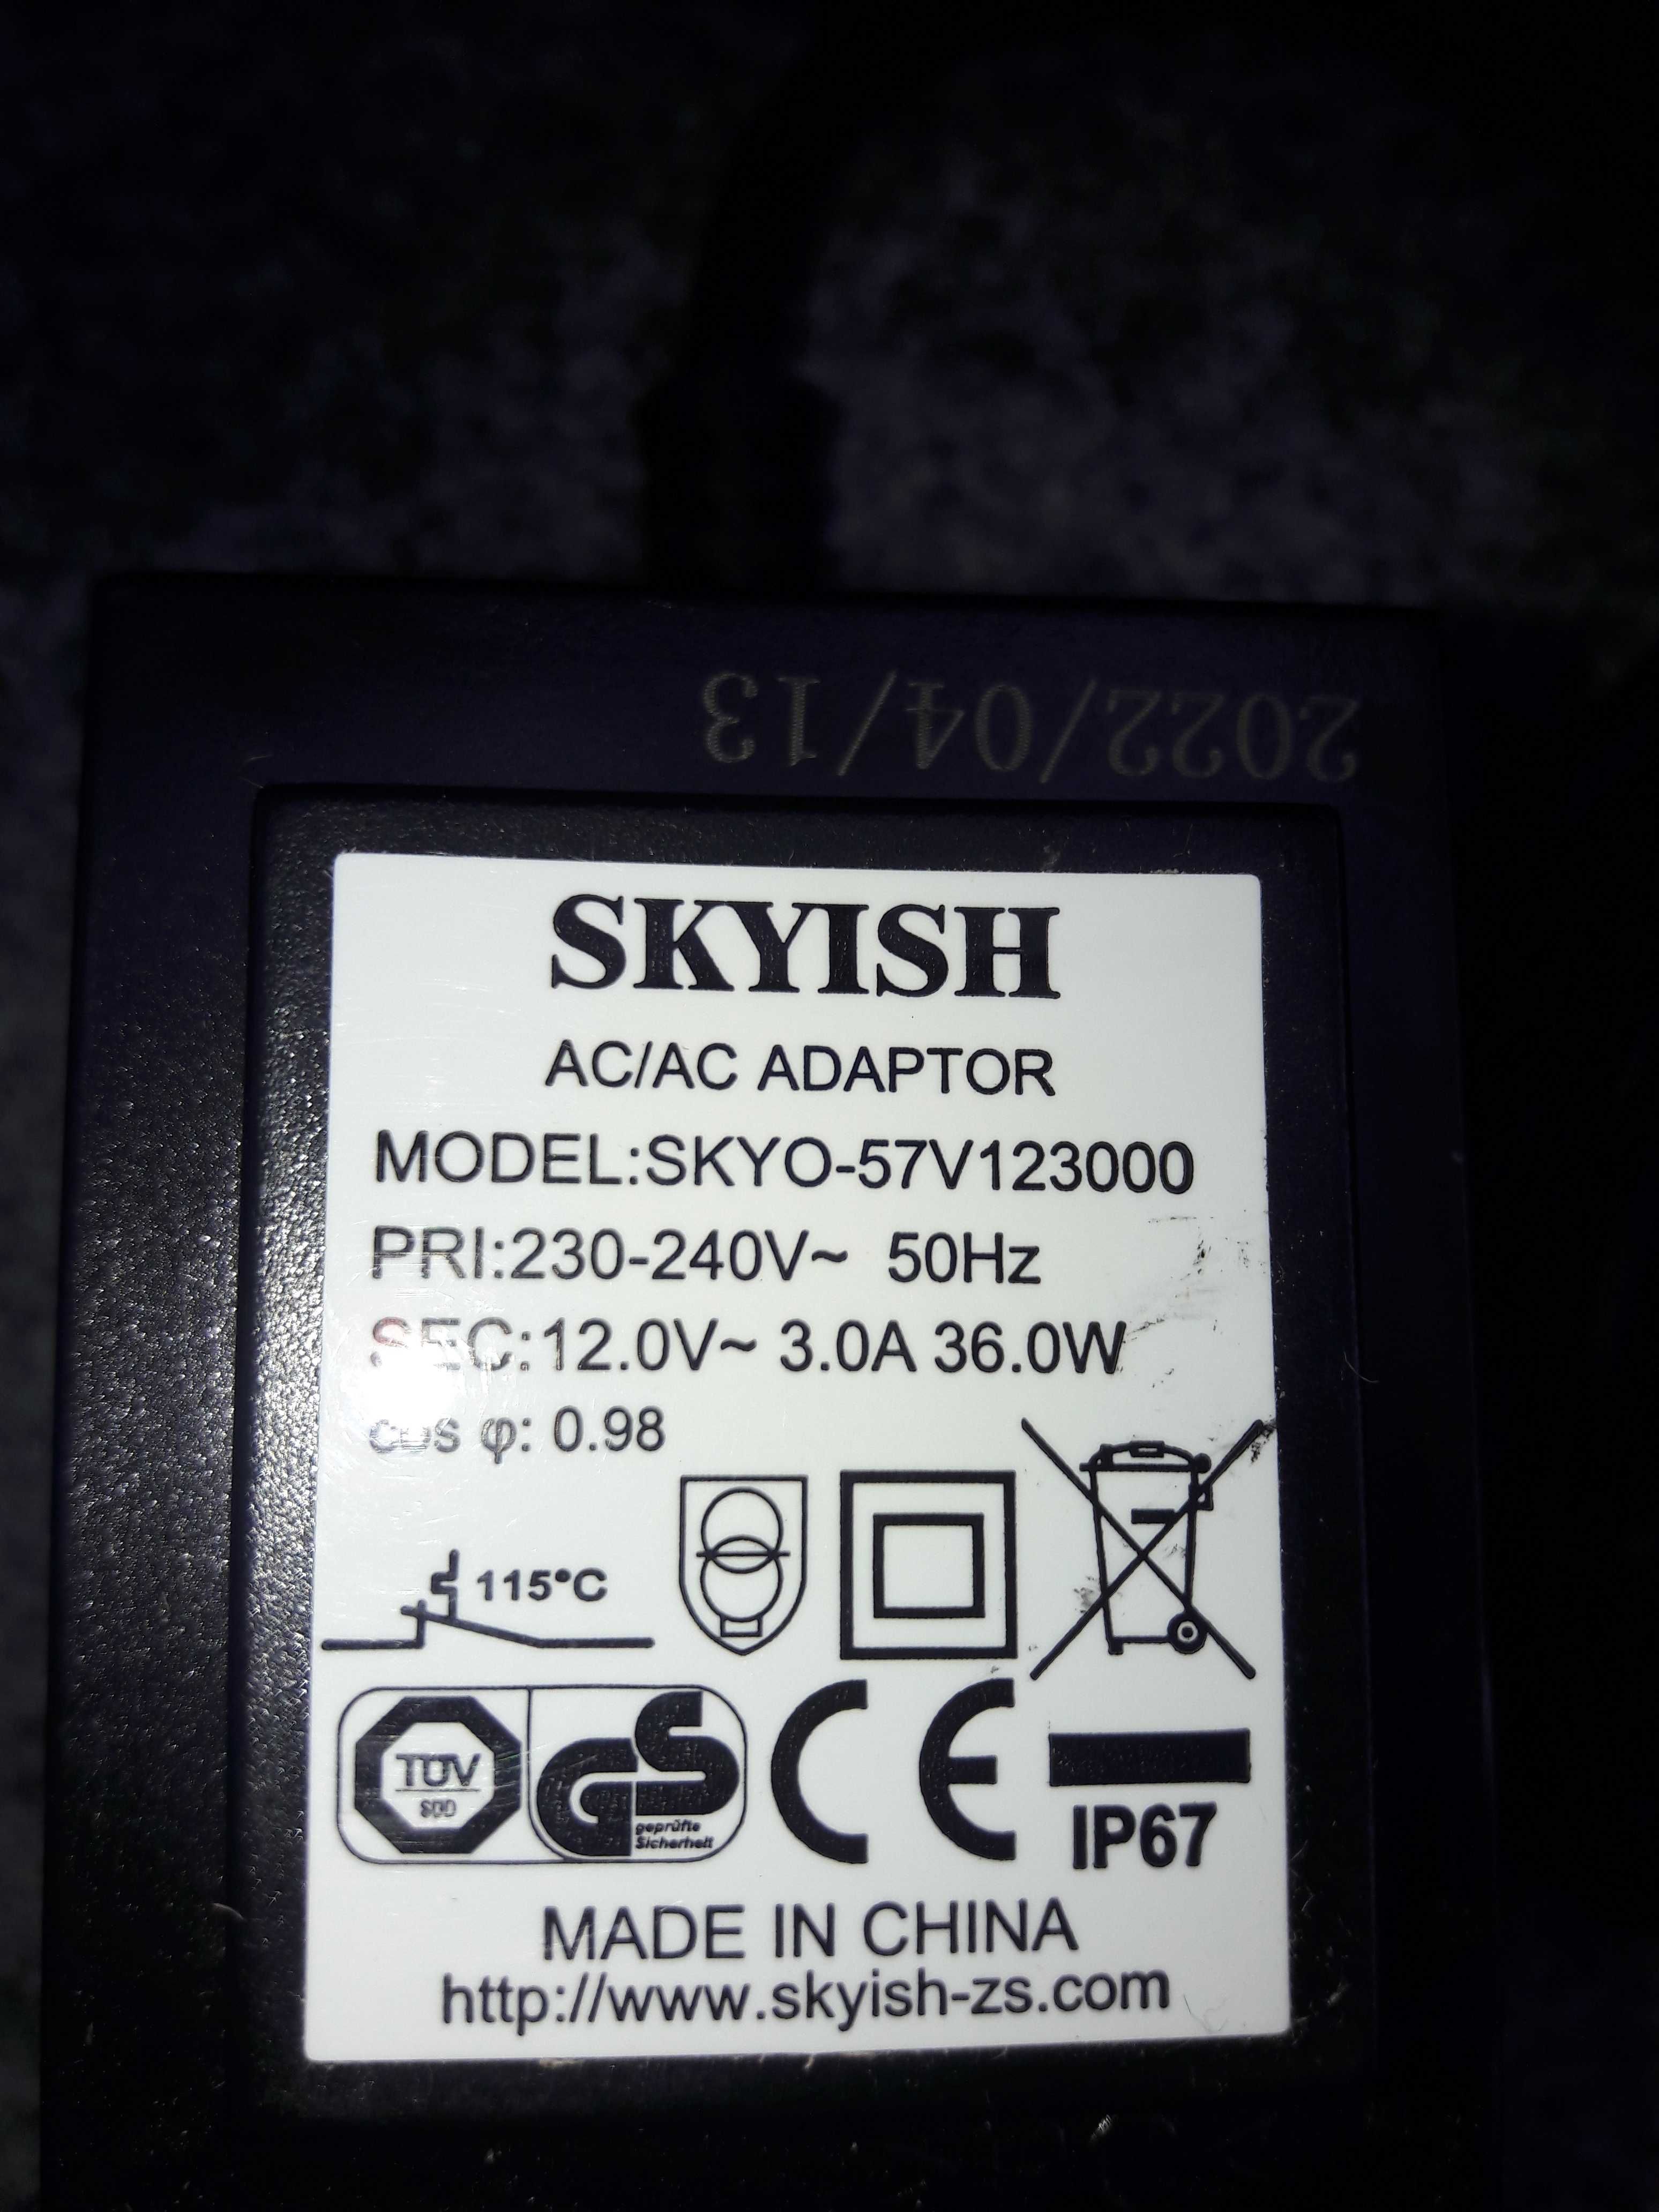 2022/04/13
SKYISH
AC/AC ADAPTOR
MODEL:SKYO-57V123000
PRI:230-240V~ 50Hz
SEC:12.0V~ 3.0A 36.0W
cos φ: 0.98
115°C
TÜV
SÜD
GS
geprüfte
Sicherheit
CE
IP67
MADE IN CHINA
http://www.skyish-zs.com